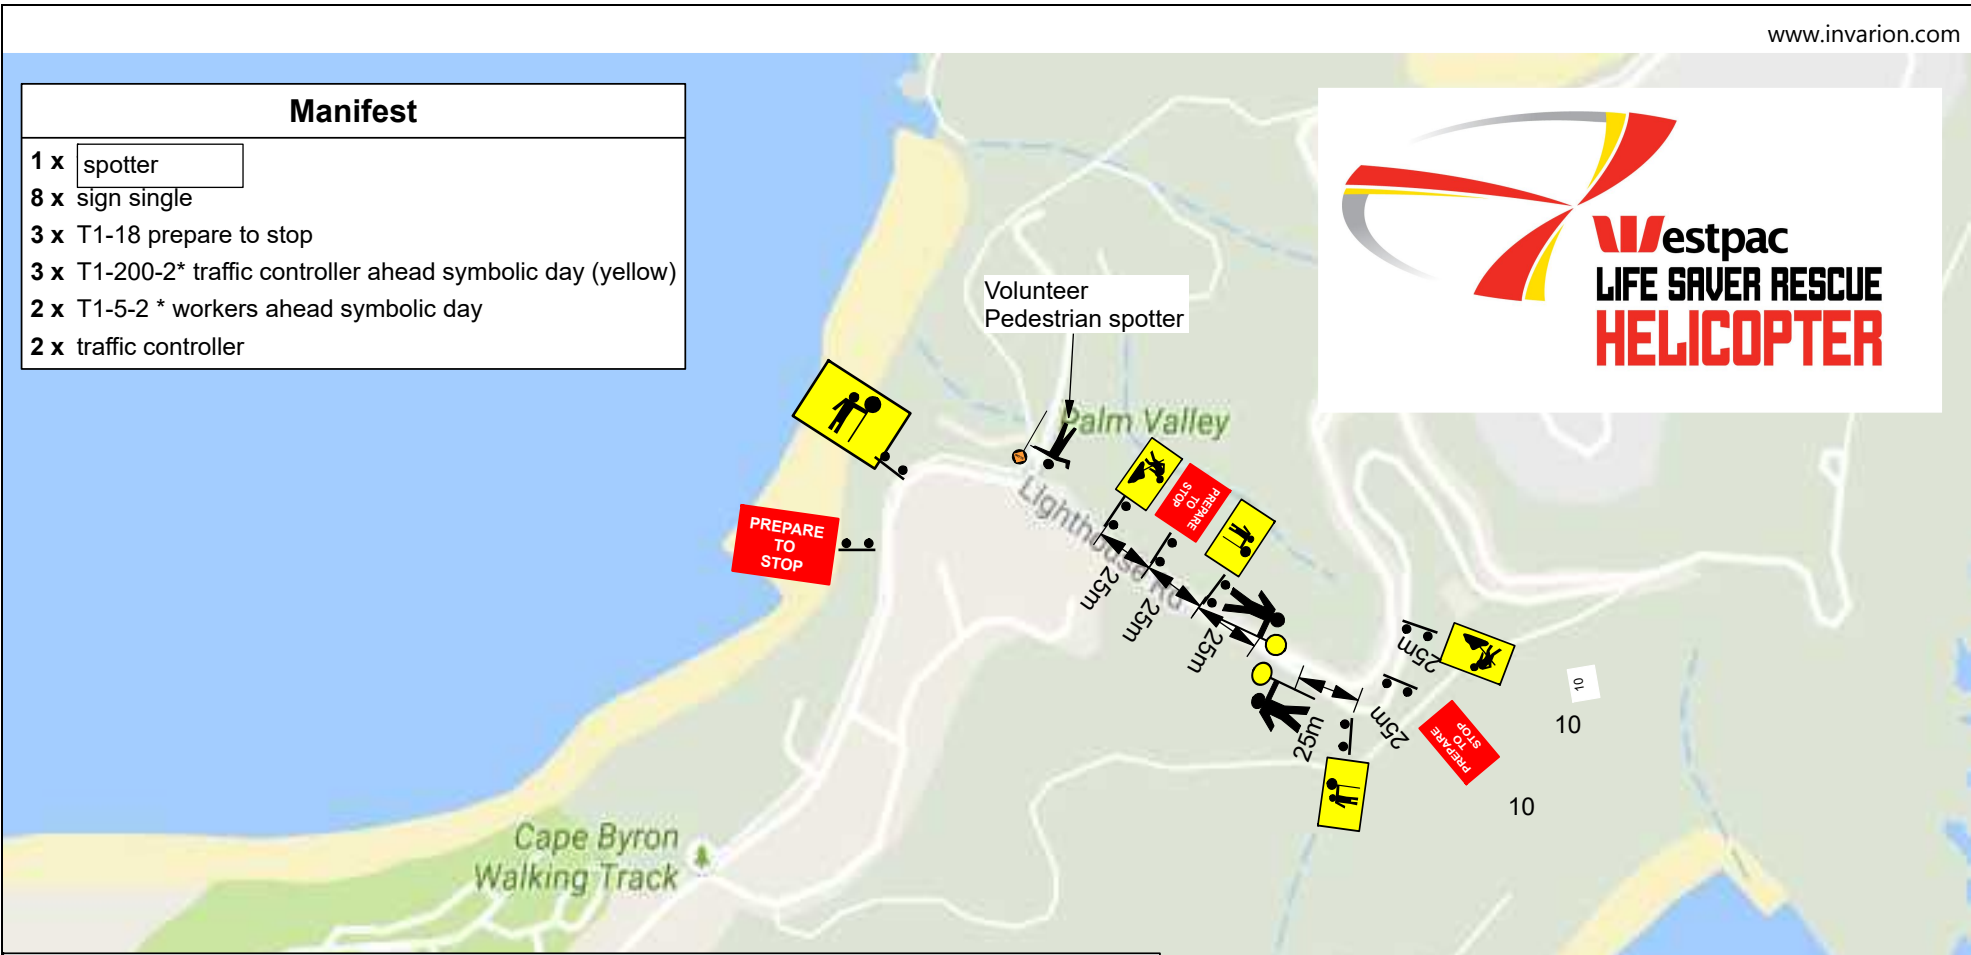 www.invarion.com
Manifest
1 x spotter
8 x sign single
3 x T1-18 prepare to stop
3 x T1-200-2* traffic controller ahead symbolic day (yellow)
2 x T1-5-2 * workers ahead symbolic day
2 x traffic controller
Westpac
LIFE SAVER RESCUE
HELICOPTER
Volunteer
Pedestrian spotter
Palm Valley
Lighthouse Rd
PREPARE
TO
STOP
PREPARE
TO
STOP
25m
25m
25m
25m
25m
25m
PREPARE
TO
STOP
10
10
10
Cape Byron
Walking Track